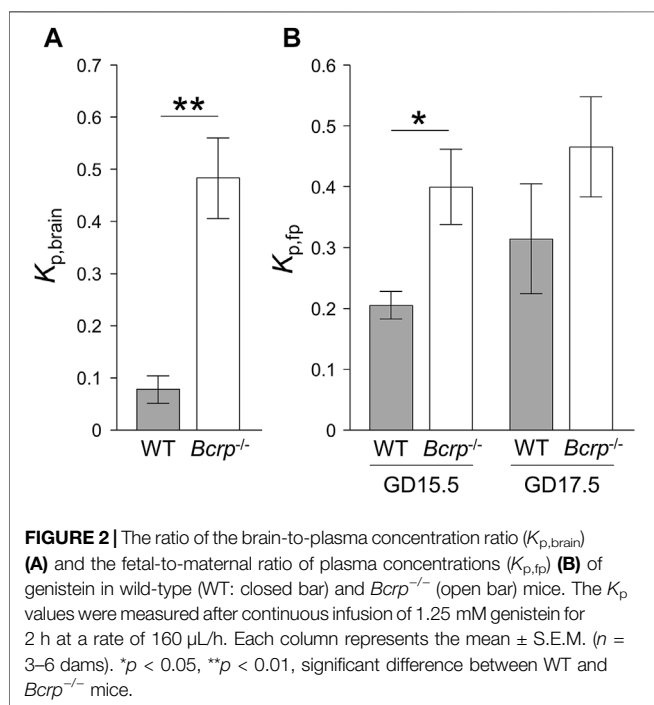 A
B
0.7
0.6
0.5
0.4
0.3
0.2
0.1
0
Kp,brain
**
WT Bcrp-/-
0.6
0.5
0.4
0.3
0.2
0.1
0
Kp,fp
*
WT Bcrp-/- WT Bcrp-/-
GD15.5 GD17.5
FIGURE 2 | The ratio of the brain-to-plasma concentration ratio (Kp,brain)
(A) and the fetal-to-maternal ratio of plasma concentrations (Kp,fp) (B) of
genistein in wild-type (WT: closed bar) and Bcrp−/− (open bar) mice. The Kp
values were measured after continuous infusion of 1.25 mM genistein for
2 h at a rate of 160 μL/h. Each column represents the mean ± S.E.M. (n =
3–6 dams). *p < 0.05, **p < 0.01, significant difference between WT and
Bcrp−/− mice.